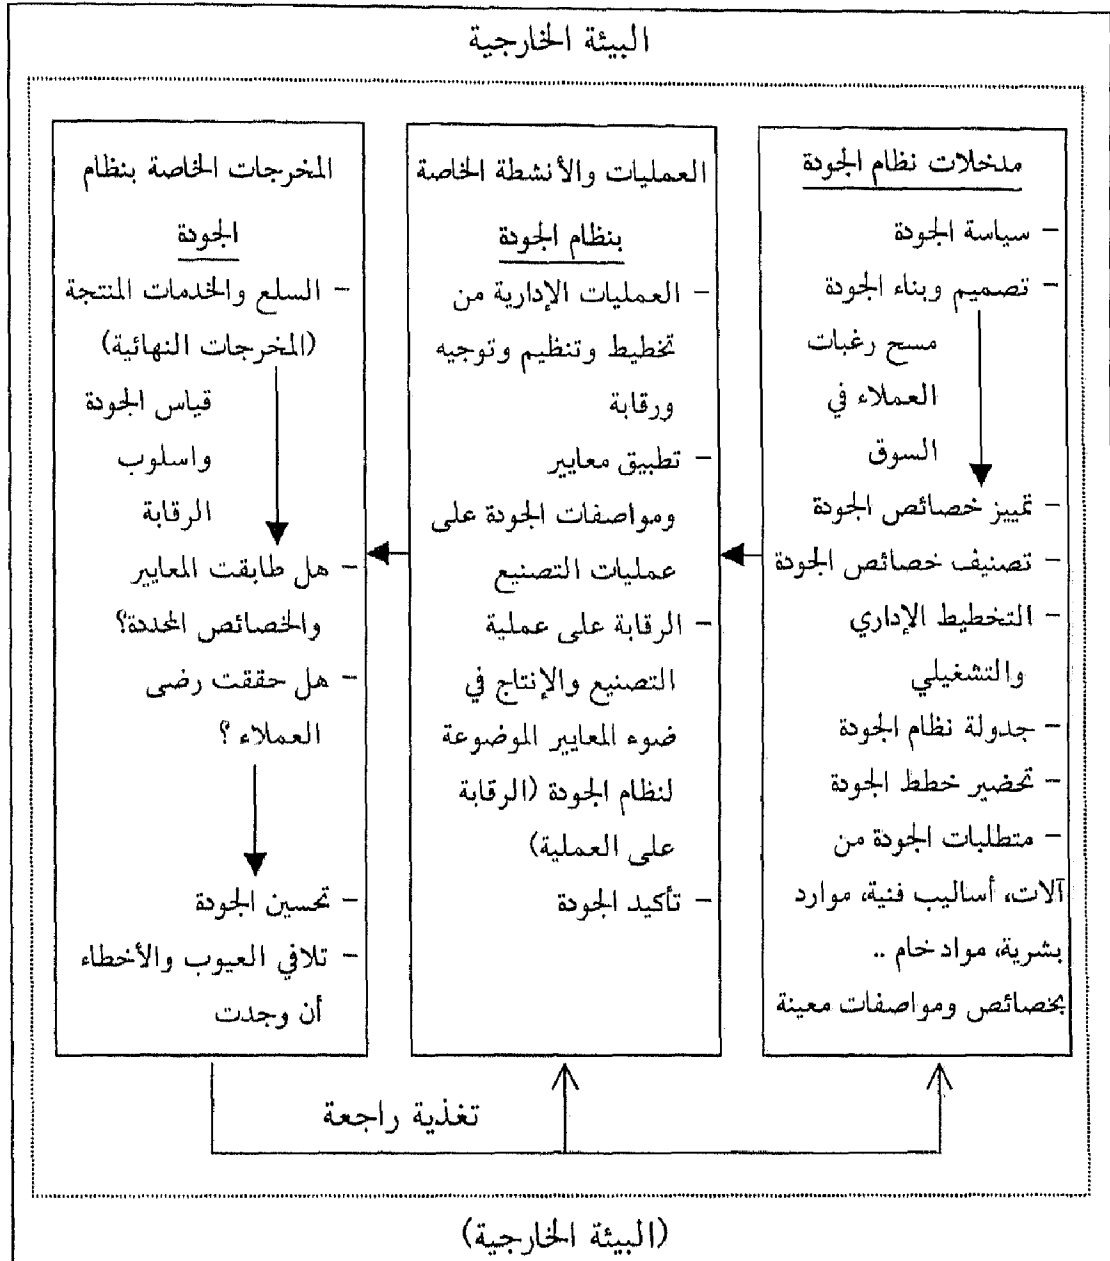 البيئة الخارجية
مدخلات نظام الجودة
- سياسة الجودة
- تصميم وبناء الجودة
مسح رغبات
العملاء في
السوق
- تمييز خصائص الجودة
- تصنيف خصائص الجودة
- التخطيط الإداري
والتشغيلي
- جدولة نظام الجودة
- تحضير خطط الجودة
- متطلبات الجودة من
آلات، أساليب فنية، موارد
بشرية، مواد خام ..
بخصائص ومواصفات معينة
العمليات والأنشطة الخاصة
بنظام الجودة
- العمليات الإدارية من
تخطيط وتنظيم وتوجيه
ورقابة
- تطبيق معايير
ومواصفات الجودة على
عمليات التصنيع
- الرقابة على عملية
التصنيع والإنتاج في
ضوء المعايير الموضوعة
لنظام الجودة (الرقابة
على العملية)
- تأكيد الجودة
المخرجات الخاصة بنظام
الجودة
- السلع والخدمات المنتجة
(المخرجات النهائية)
قياس الجودة
واسلوب
الرقابة
- هل طابقت المعايير
والخصائص المحددة؟
- هل حققت رضى
العملاء ؟
- تحسين الجودة
- تلافي العيوب والأخطاء
أن وجدت
تغذية راجعة
(البيئة الخارجية)